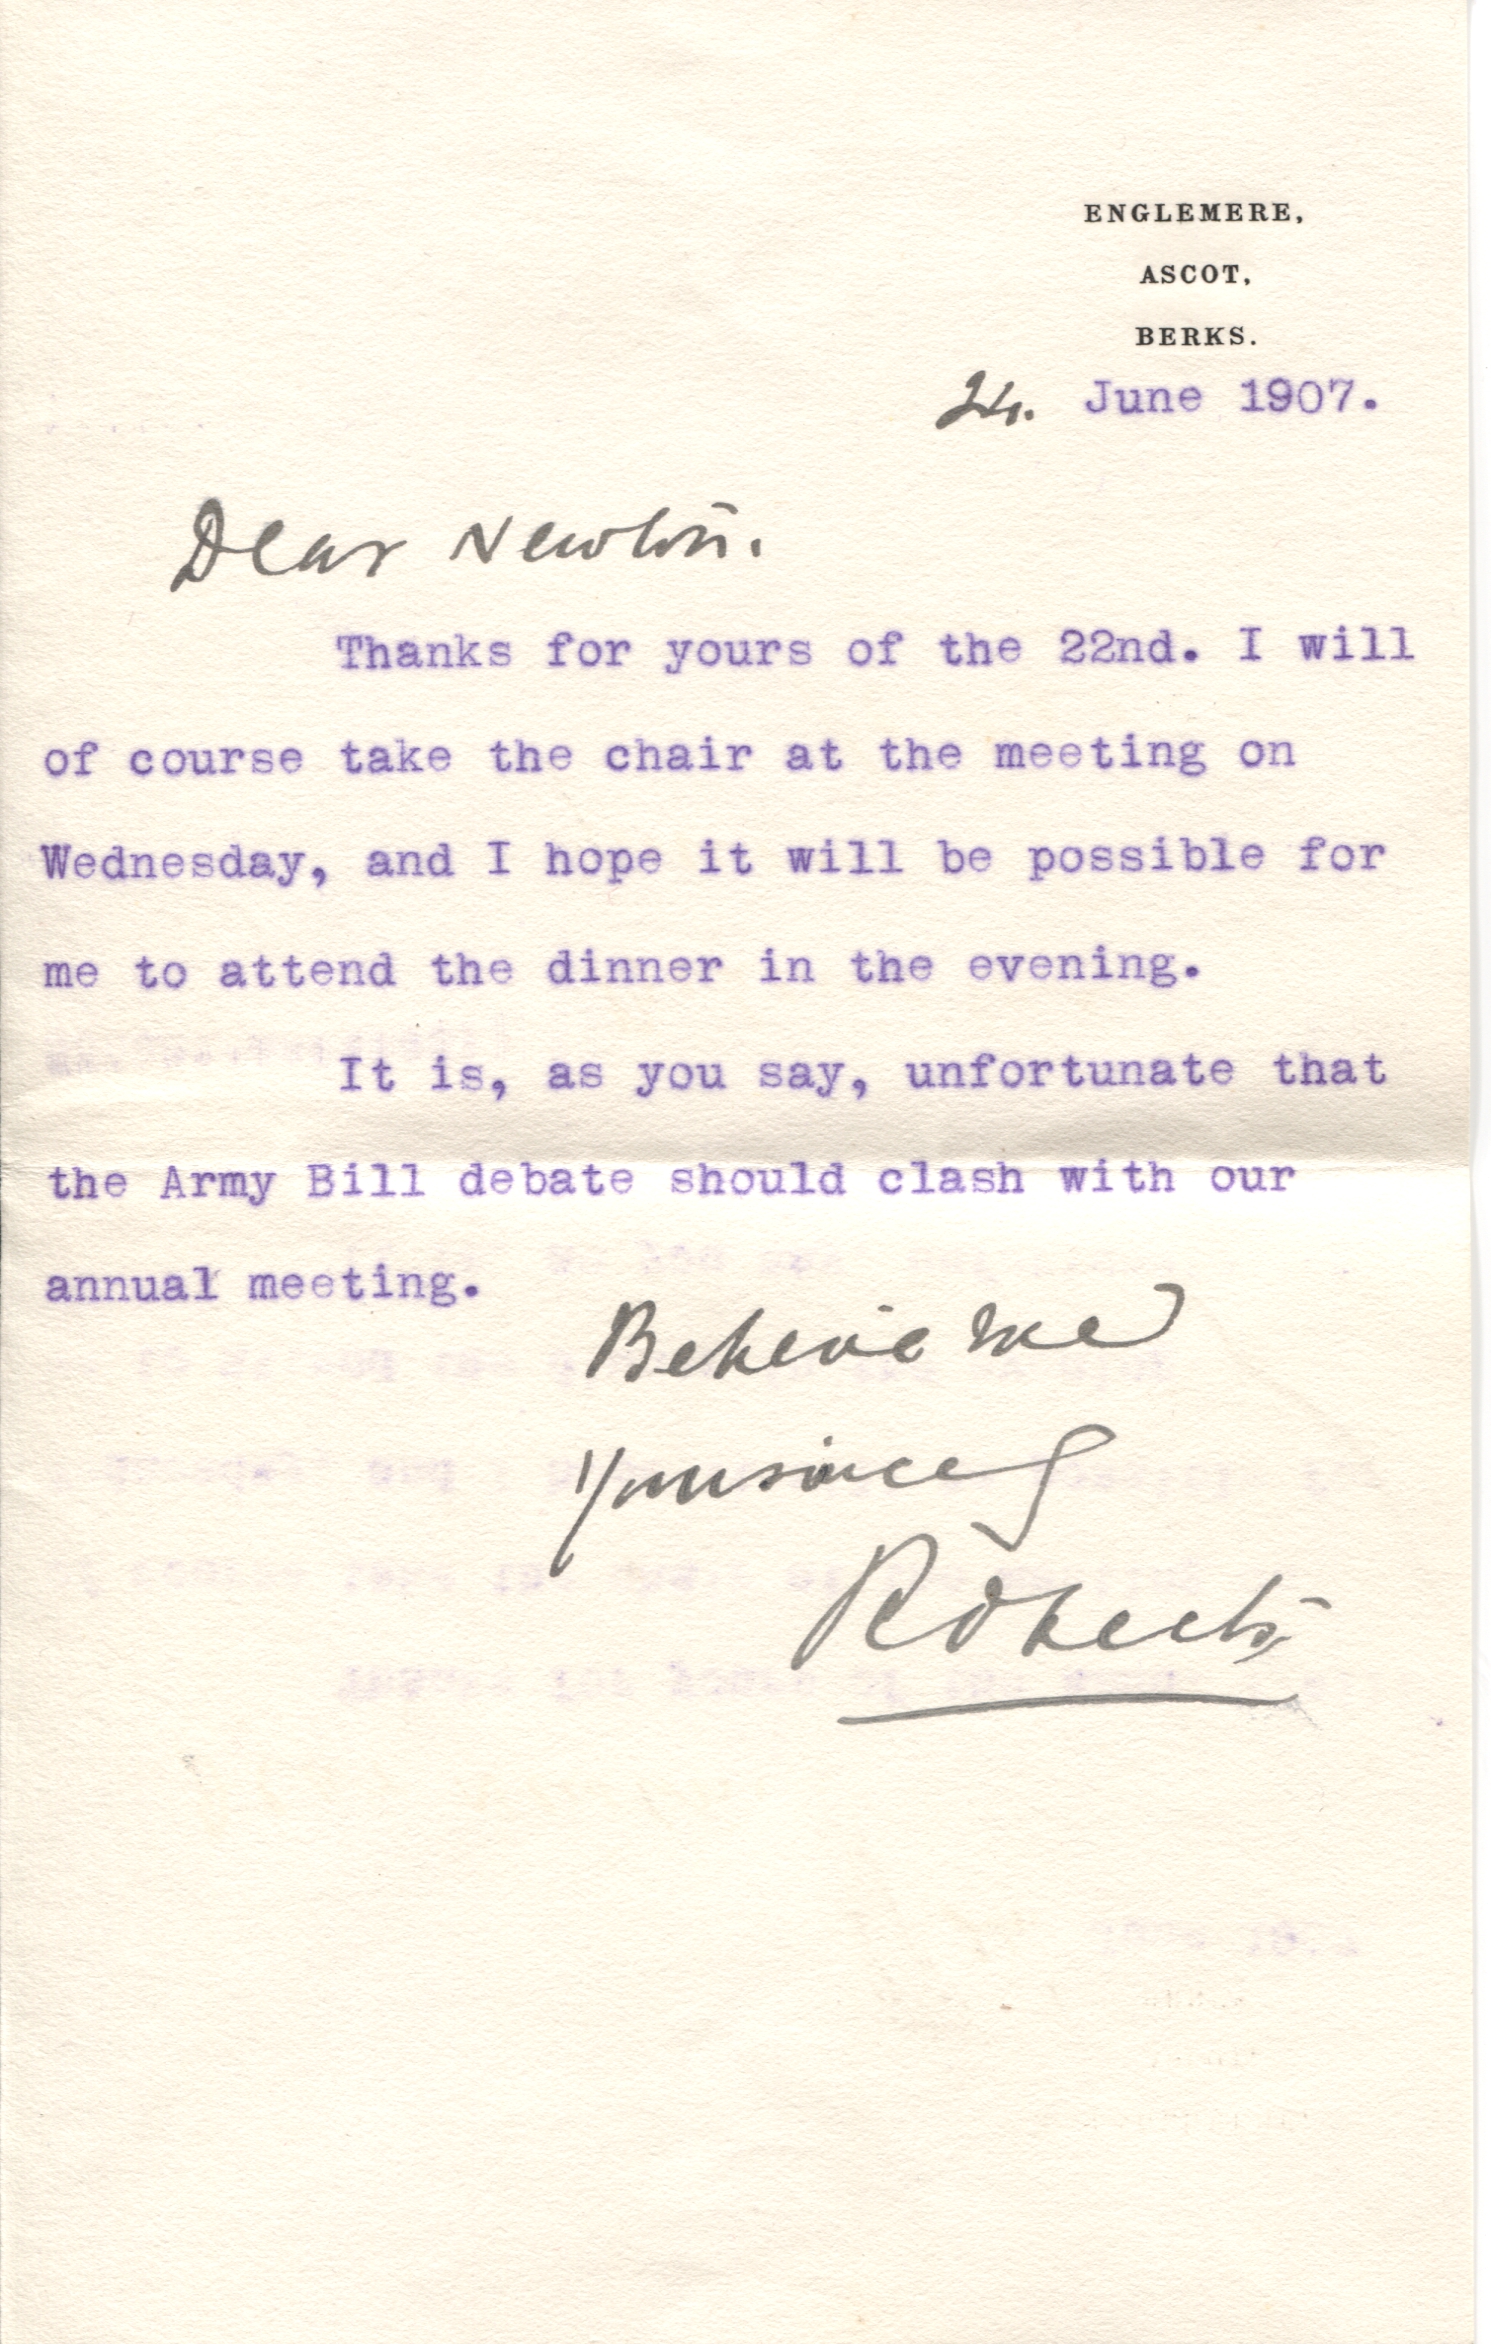 ENGLEMERE,
ASCOT,
BERKS.
24. June 1907.
Dear Newton.
Thanks for yours of the 22nd. I will
of course take the chair at the meeting on
Wednesday, and I hope it will be possible for
me to attend the dinner in the evening.
It is, as you say, unfortunate that
the Army Bill debate should clash with our
annual meeting.
Believe me
Yours sincely
Roberts